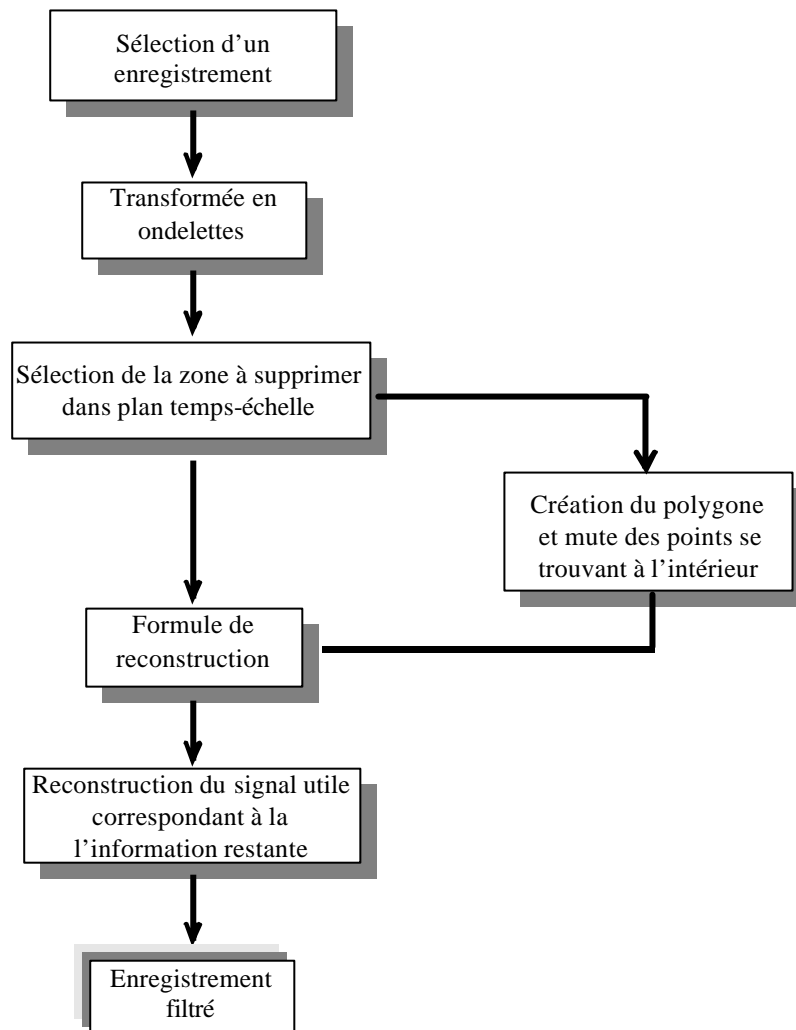 Sélection d’un
enregistrement
Transformée en
ondelettes
Sélection de la zone à supprimer
dans plan temps-échelle
Création du polygone
et mute des points se
trouvant à l’intérieur
Formule de
reconstruction
Reconstruction du signal utile
correspondant à la
l’information restante
Enregistrement
filtré